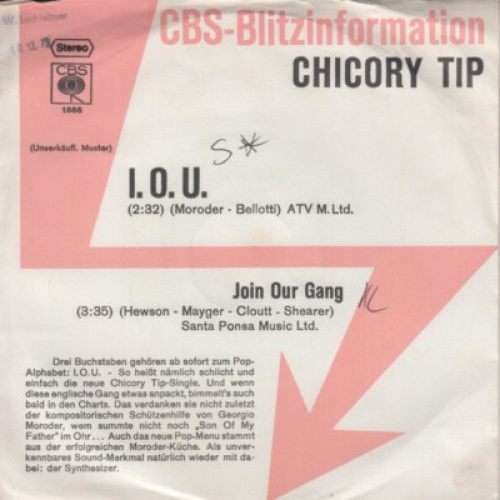 CBS-Blitzinformation
CHICORY TIP
Stereo
CBS
1866
(Unverkäufl. Muster)
S*
I. O. U.
(2:32) (Moroder - Bellotti) ATV M. Ltd.
Join Our Gang
(3:35) (Hewson - Mayger - Cloutt - Shearer)
Santa Ponsa Music Ltd.
Drei Buchstaben gehören ab sofort zum Pop-
Alphabet: I.O.U. - So heißt nämlich schlicht und
einfach die neue Chicory Tip-Single. Und wenn
diese englische Gang etwas anpackt, bimmelt's auch
bald in den Charts. Das verdanken sie nicht zuletzt
der kompositorischen Schützenhilfe von Georgio
Moroder, wem summte nicht noch „Son Of My
Father" im Ohr... Auch das neue Pop-Menu stammt
aus der erfolgreichen Moroder-Küche. Als unver-
kennbares Sound-Merkmal natürlich wieder mit da-
bei: der Synthesizer.